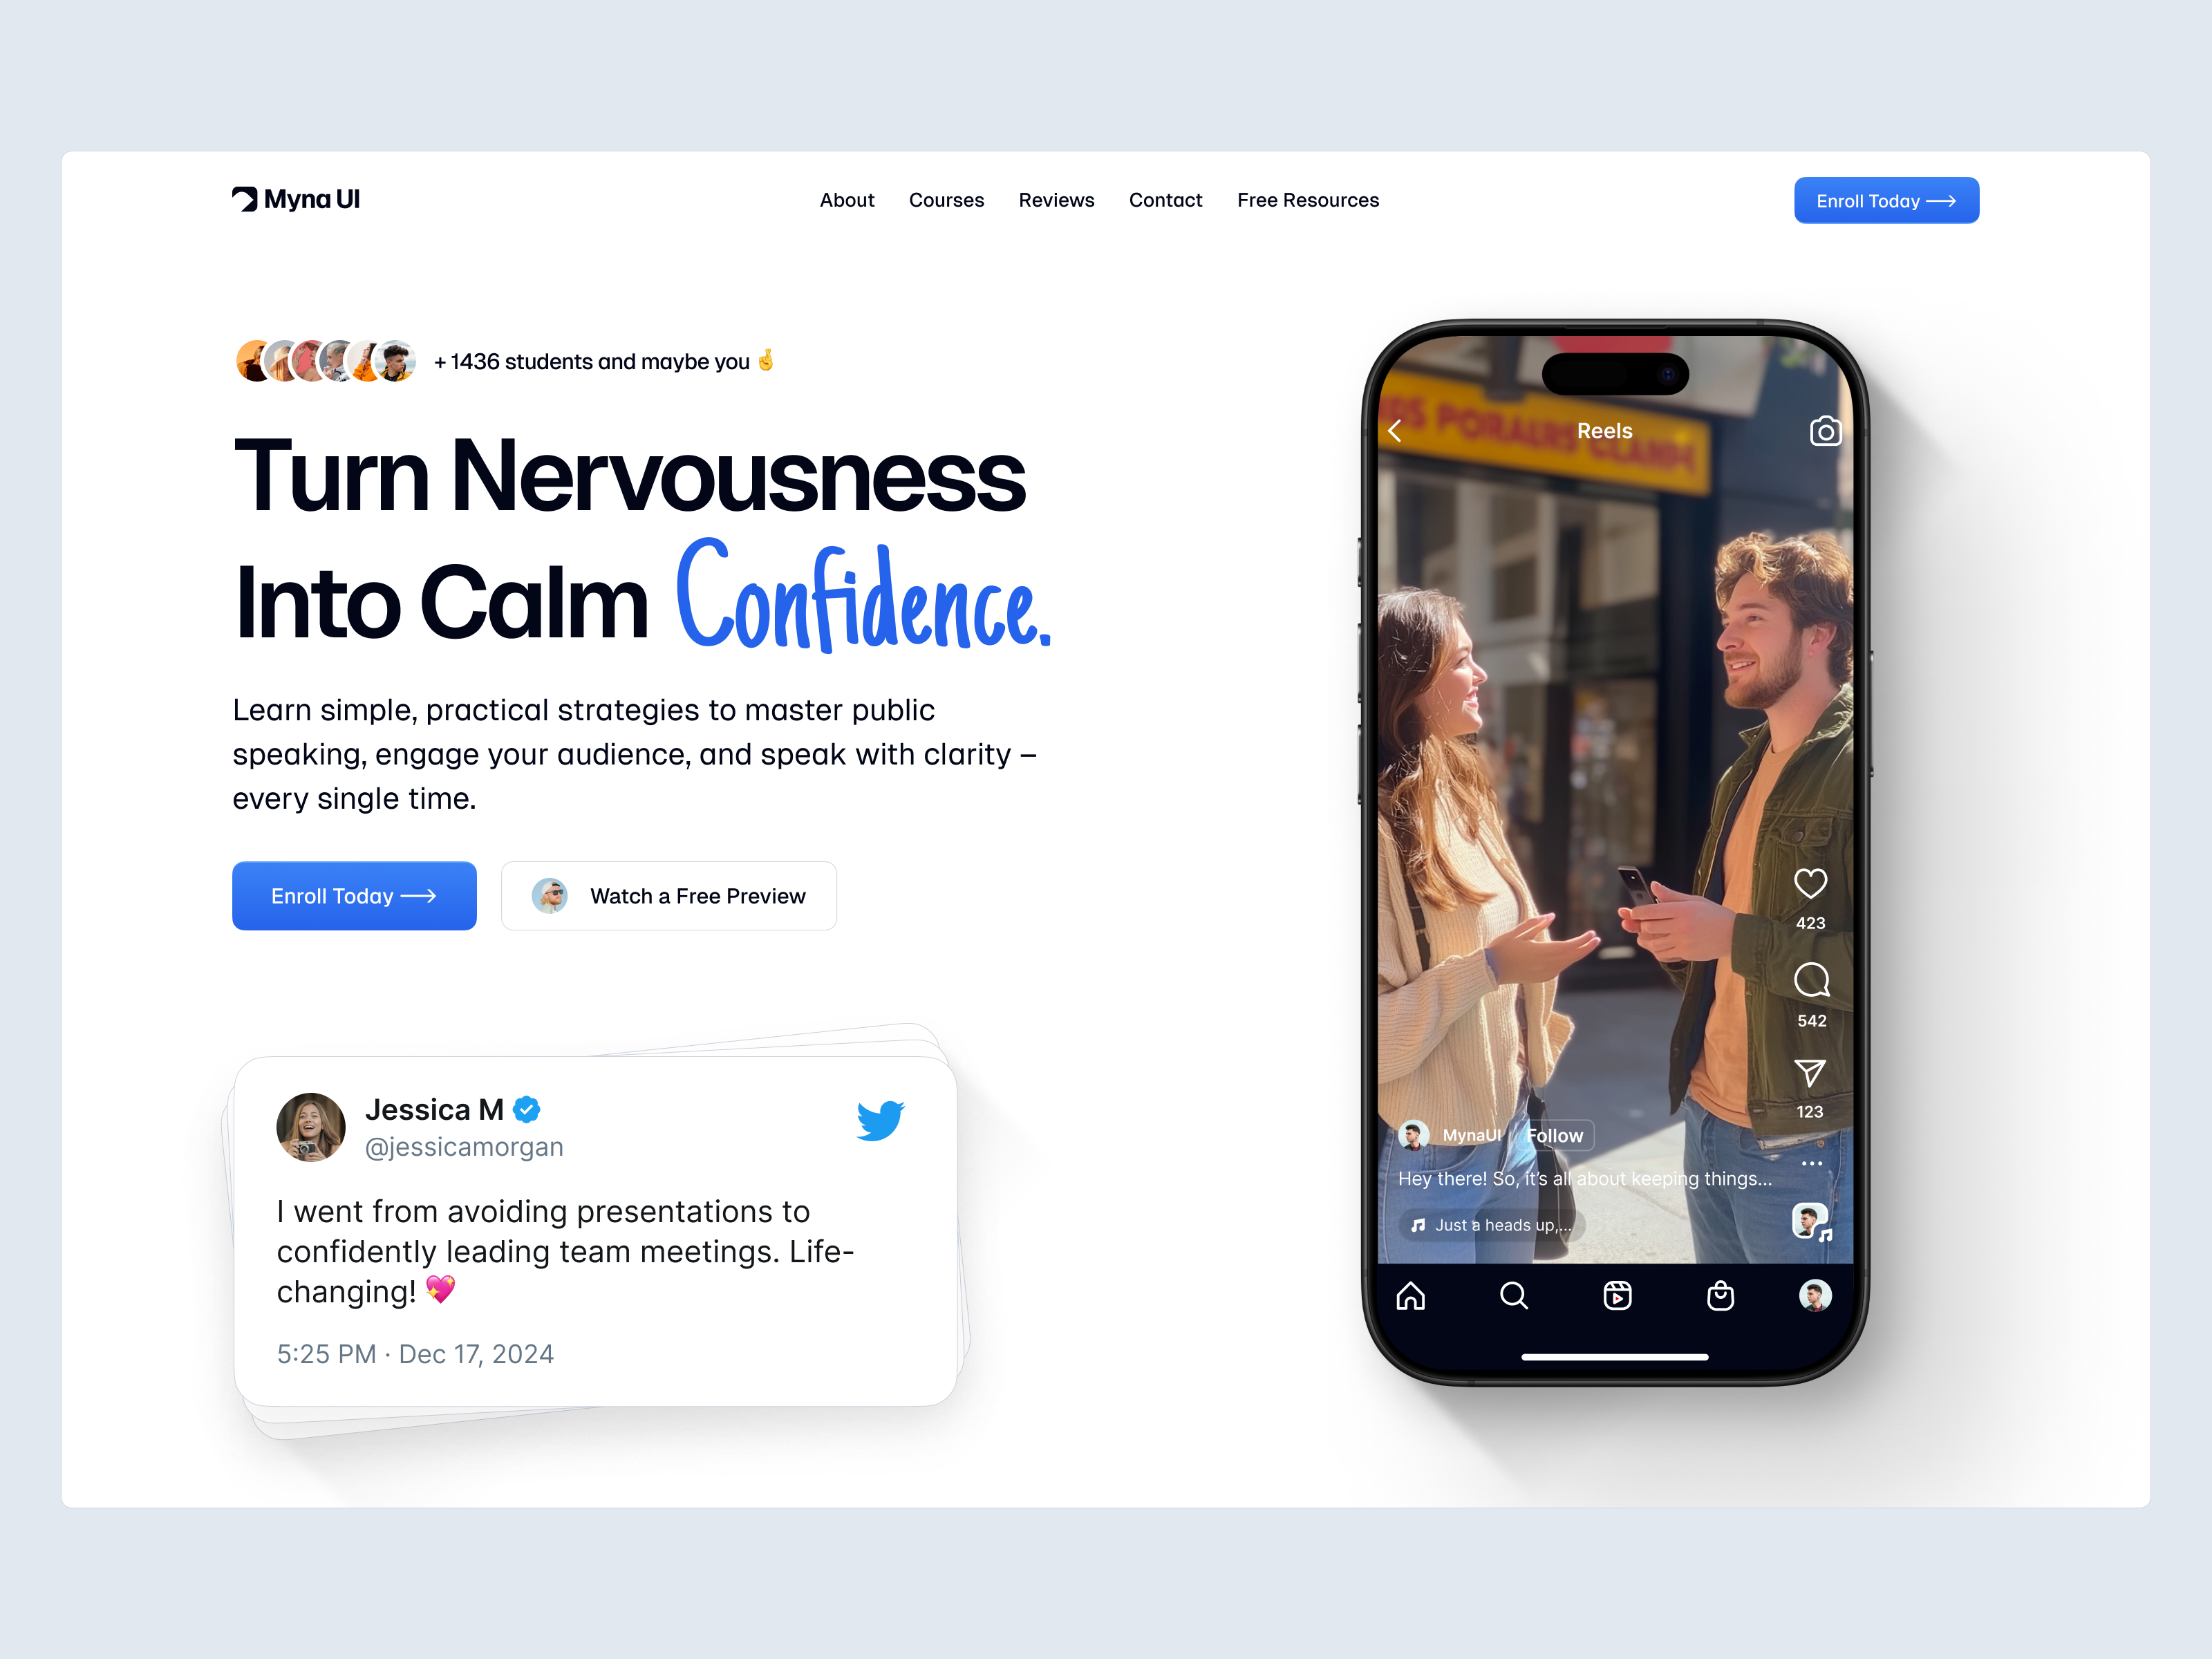 Myna UI
About
Courses
Reviews
Contact
Free Resources
Enroll Today
+ 1436 students and maybe you 🤞
Turn Nervousness
Into Calm Confidence.
Learn simple, practical strategies to master public
speaking, engage your audience, and speak with clarity –
every single time.
Enroll Today
Watch a Free Preview
Jessica M
@jessicamorgan
I went from avoiding presentations to
confidently leading team meetings. Life-
changing! 💖
5:25 PM · Dec 17, 2024
Reels
423
542
123
MynaUI
Follow
Hey there! So, it's all about keeping things...
Just a heads up,...